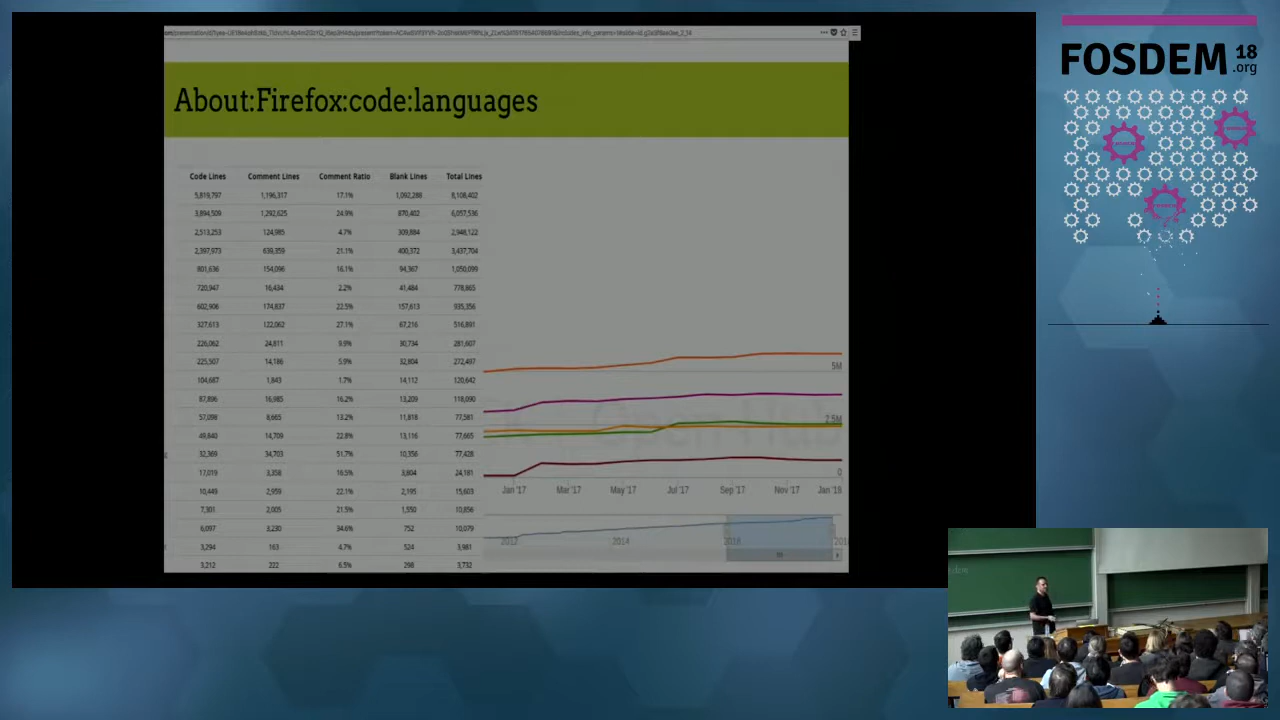 About:Firefox:code:languages
Code Lines Comment Lines Comment Ratio Blank Lines Total Lines
5,819,797 1,196,317 17.1% 1,092,288 8,108,402
3,894,509 1,292,625 24.9% 870,402 6,057,536
2,513,253 124,985 4.7% 309,884 2,948,122
2,397,973 639,359 21.1% 400,372 3,437,704
801,636 154,096 16.1% 94,367 1,050,099
720,947 16,434 2.2% 41,484 778,865
602,906 174,837 22.5% 157,613 935,356
327,613 122,062 27.1% 67,216 516,891
226,062 24,811 9.9% 30,734 281,607
225,507 14,186 5.9% 32,804 272,497
104,687 1,843 1.7% 14,112 120,642
87,896 16,985 16.2% 13,209 118,090
57,098 8,665 13.2% 11,818 77,581
49,840 14,709 22.8% 13,116 77,665
32,369 34,703 51.7% 10,356 77,428
17,019 3,358 16.5% 3,804 24,181
10,449 2,959 22.1% 2,195 15,603
7,301 2,005 21.5% 1,550 10,856
6,097 3,230 34.6% 752 10,079
3,294 163 4.7% 524 3,981
3,212 222 6.5% 298 3,732
5M
Open Hub
2.5M
0
Jan '17 Mar '17 May '17 Jul '17 Sep '17 Nov '17 Jan '18
2012 2014 2016
FOSDEM 18
.org